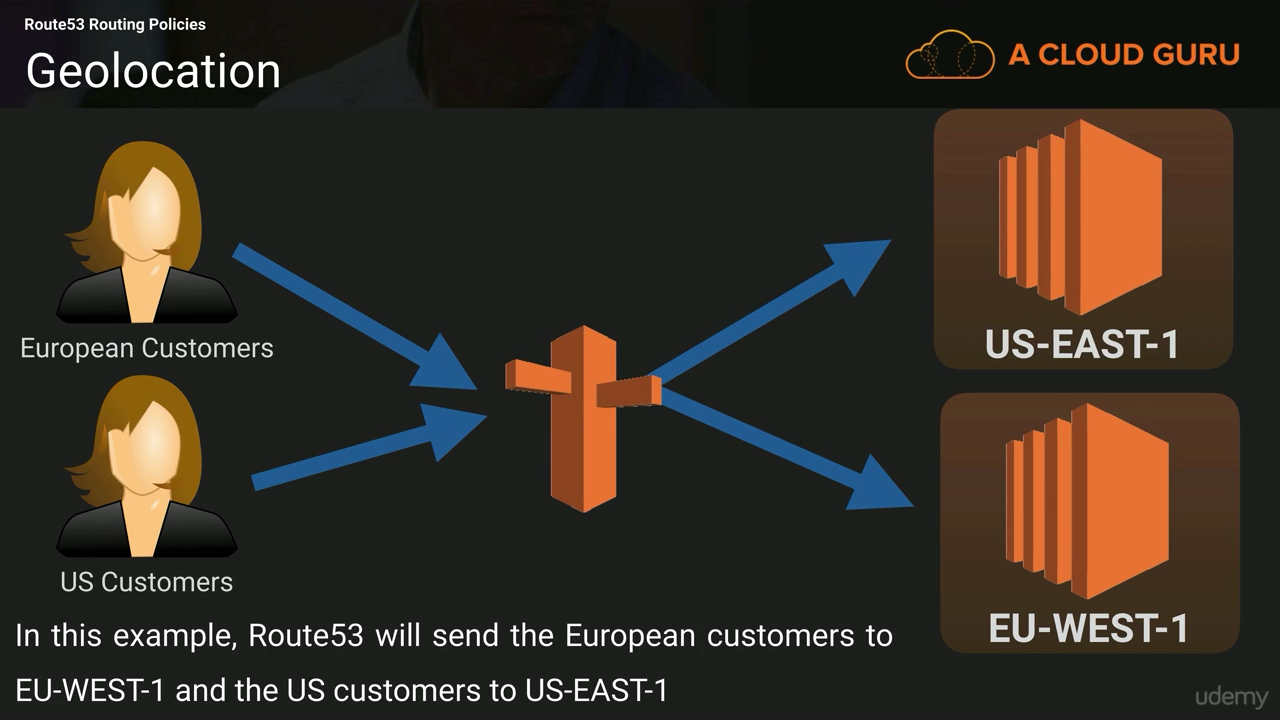 Route53 Routing Policies
Geolocation
A CLOUD GURU
European Customers
US Customers
US-EAST-1
EU-WEST-1
In this example, Route53 will send the European customers to
EU-WEST-1 and the US customers to US-EAST-1
udemy